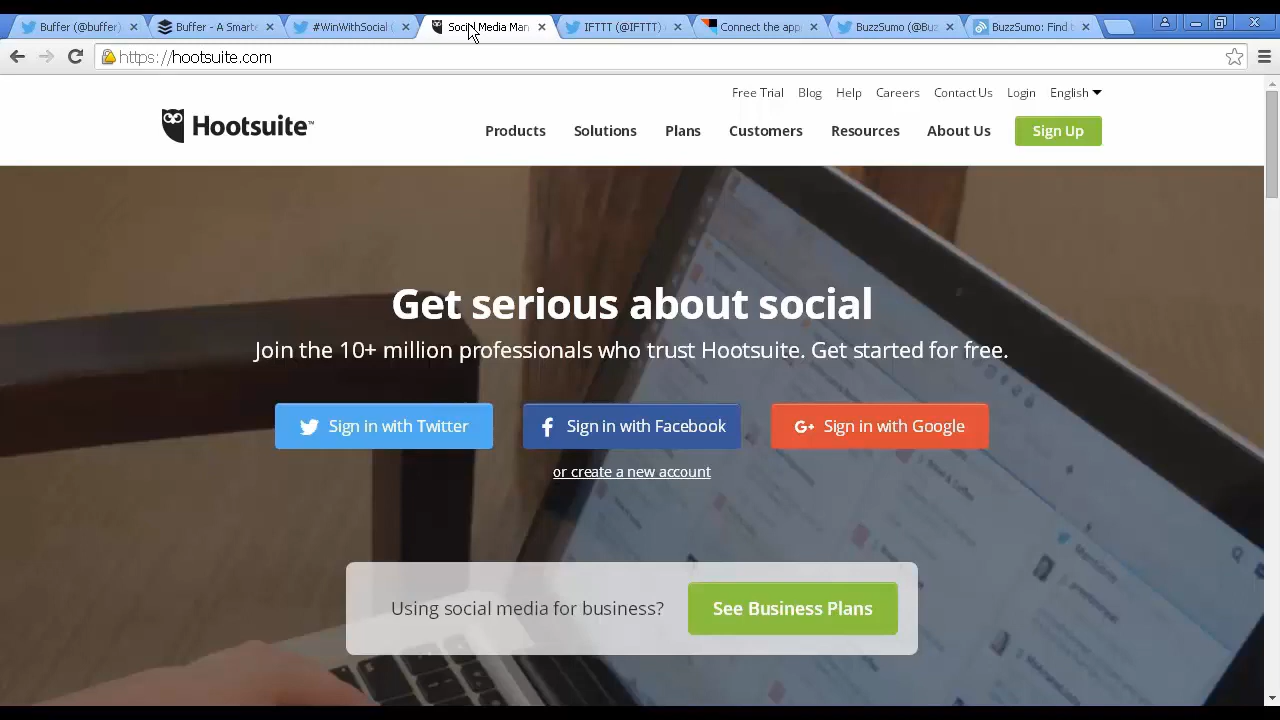 Buffer (@buffer)
Buffer - A Smarte
#WinWithSocial (
Social Media Man
IFTTT (@IFTTT)
Connect the app
BuzzSumo (@Buz
BuzzSumo: Find t
https://hootsuite.com
Free Trial Blog Help Careers Contact Us Login English
Hootsuite™
Products Solutions Plans Customers Resources About Us Sign Up
Get serious about social
Join the 10+ million professionals who trust Hootsuite. Get started for free.
Sign in with Twitter
Sign in with Facebook
Sign in with Google
or create a new account
Using social media for business?
See Business Plans